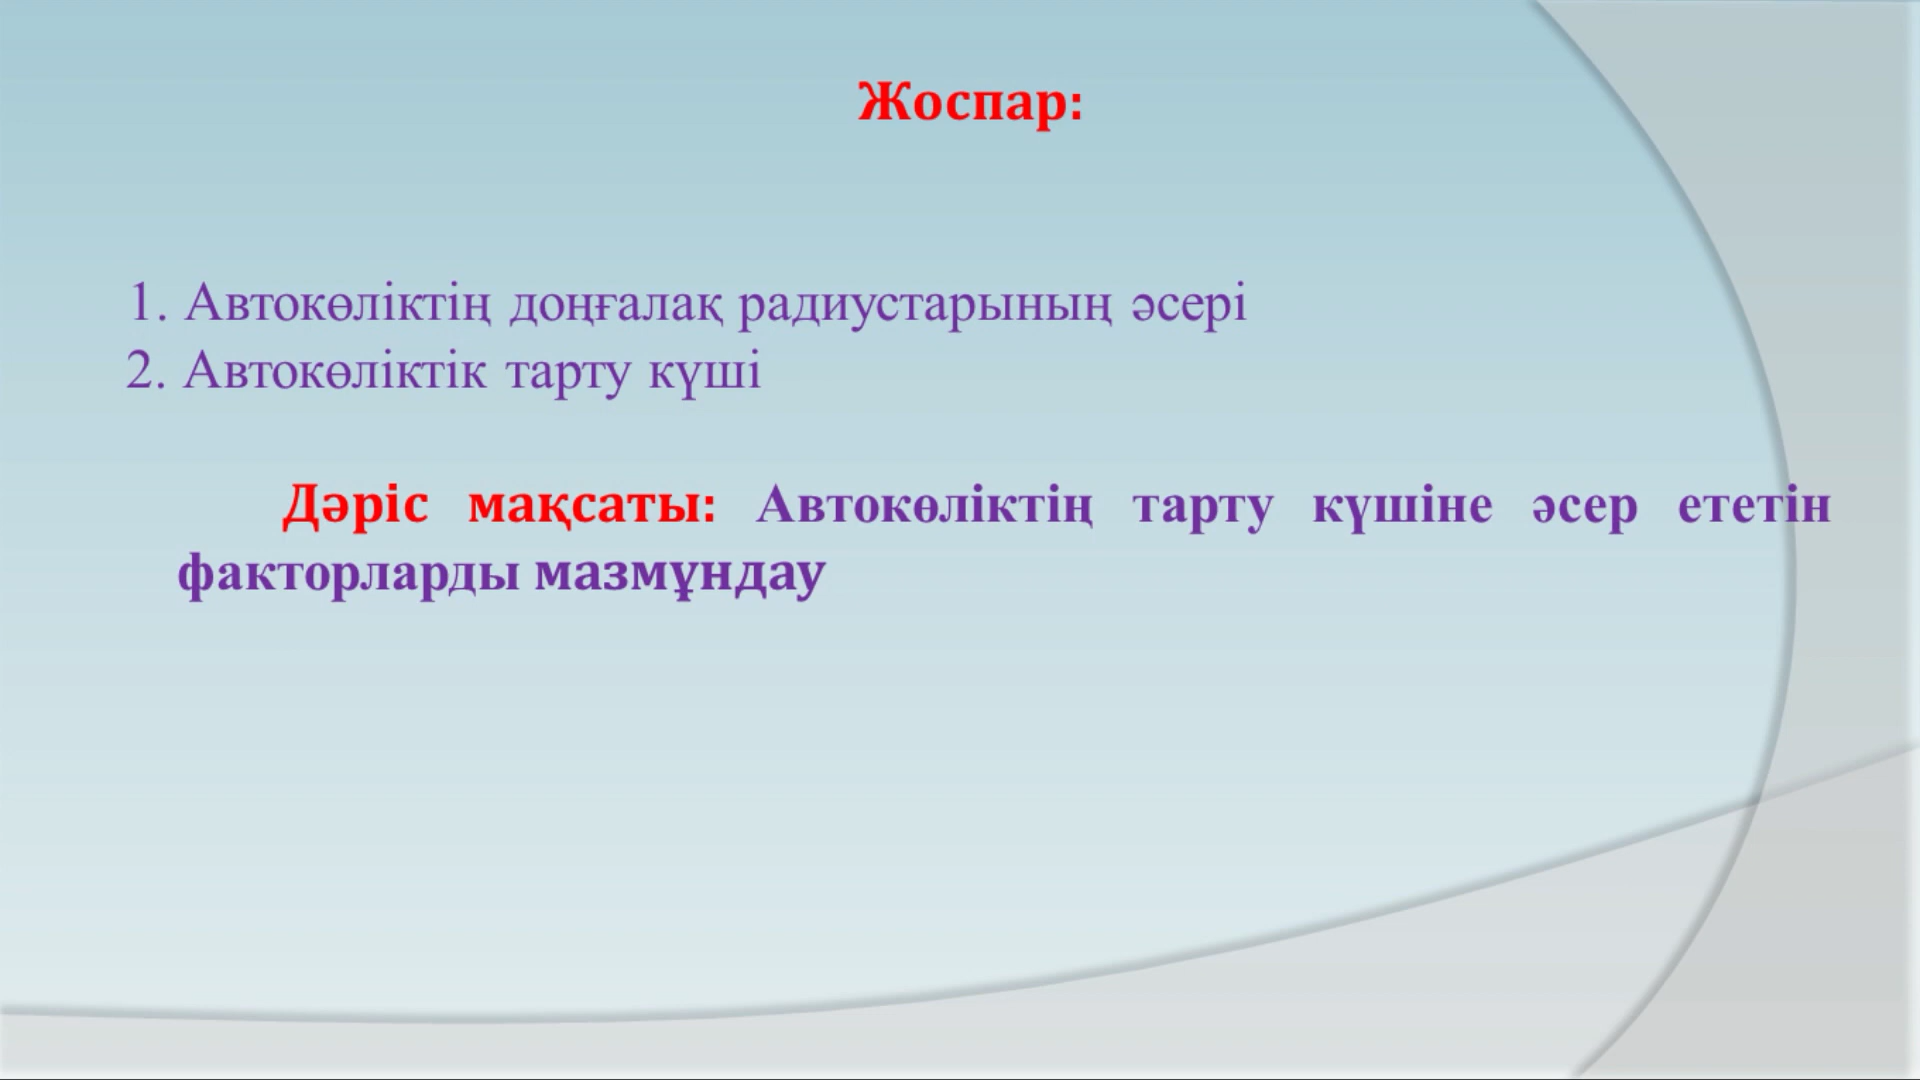 Жоспар:
1. Автокөліктің доңғалақ радиустарының әсері
2. Автокөліктік тарту күші
Дәріс мақсаты: Автокөліктің тарту күшіне әсер ететін
факторларды мазмұндау